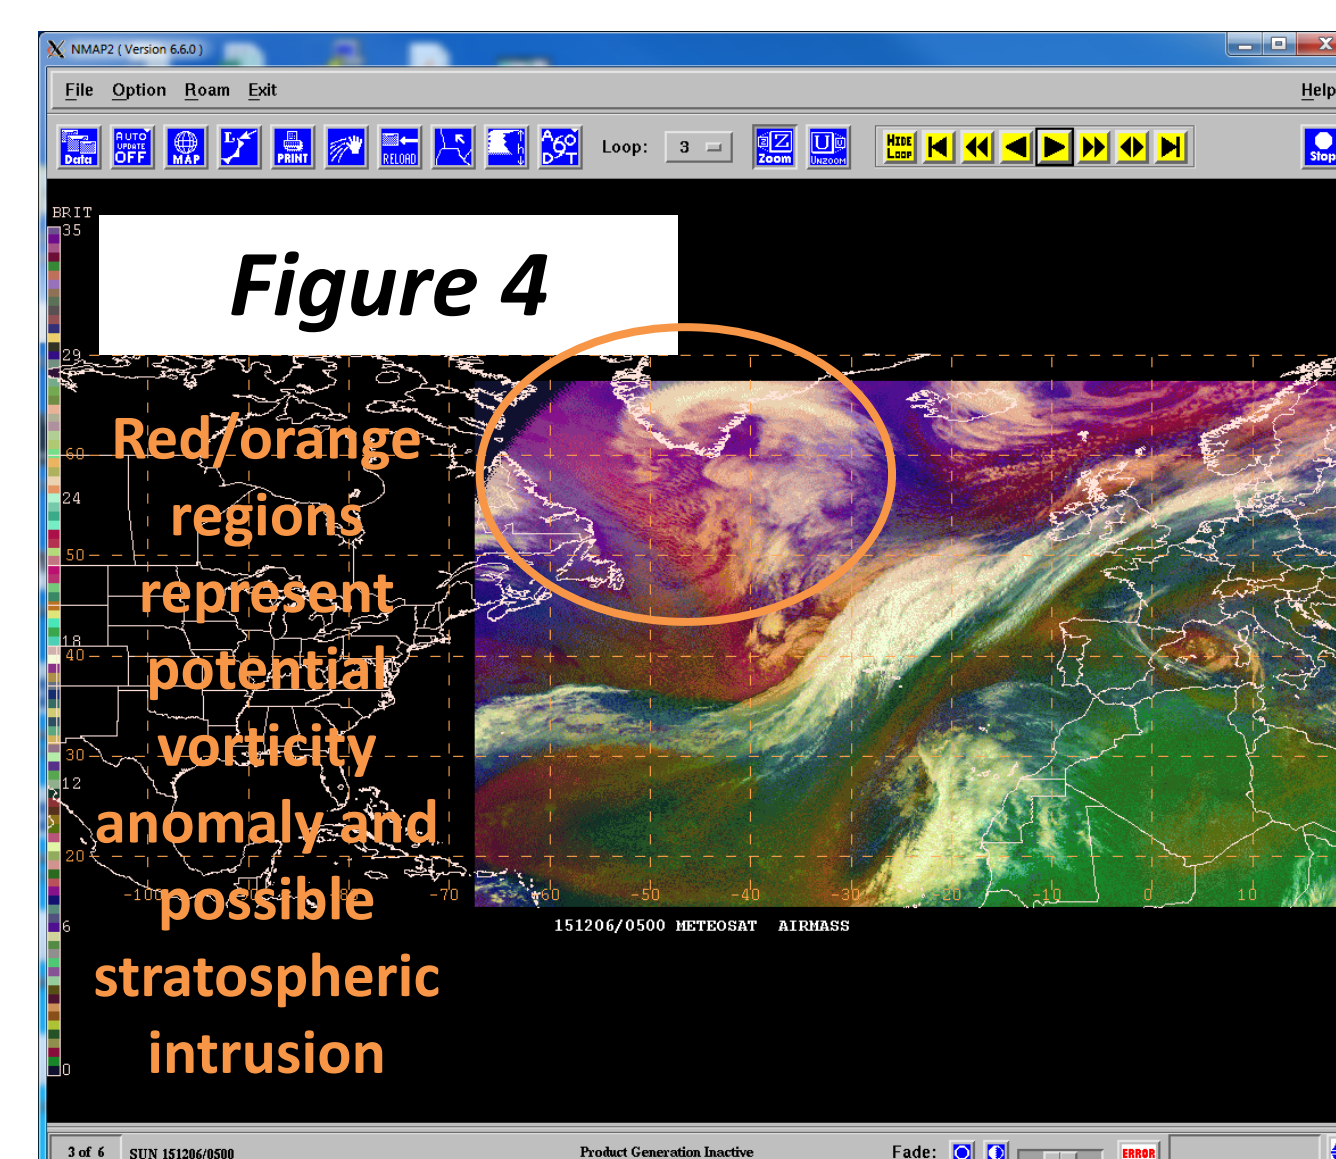 NMAP2 ( Version 6.6.0 )
File Option Roam Exit Help
Data
AUTO UPDATE OFF
MAP
PRINT
RELOAD
Loop: 3
Zoom
UNZOOM
HIDE LOOP
Stop
BRIT
35
29
24
18
12
6
0
Figure 4
Red/orange
regions
represent
potential
vorticity
anomaly and
possible
stratospheric
intrusion
60
50
40
30
20
-100 -80 -70 -60 -50 -40 -30 -20 -10 0 10
151206/0500 METEOSAT AIRMASS
3 of 6 SUN 151206/0500 Product Generation Inactive Fade: ERROR